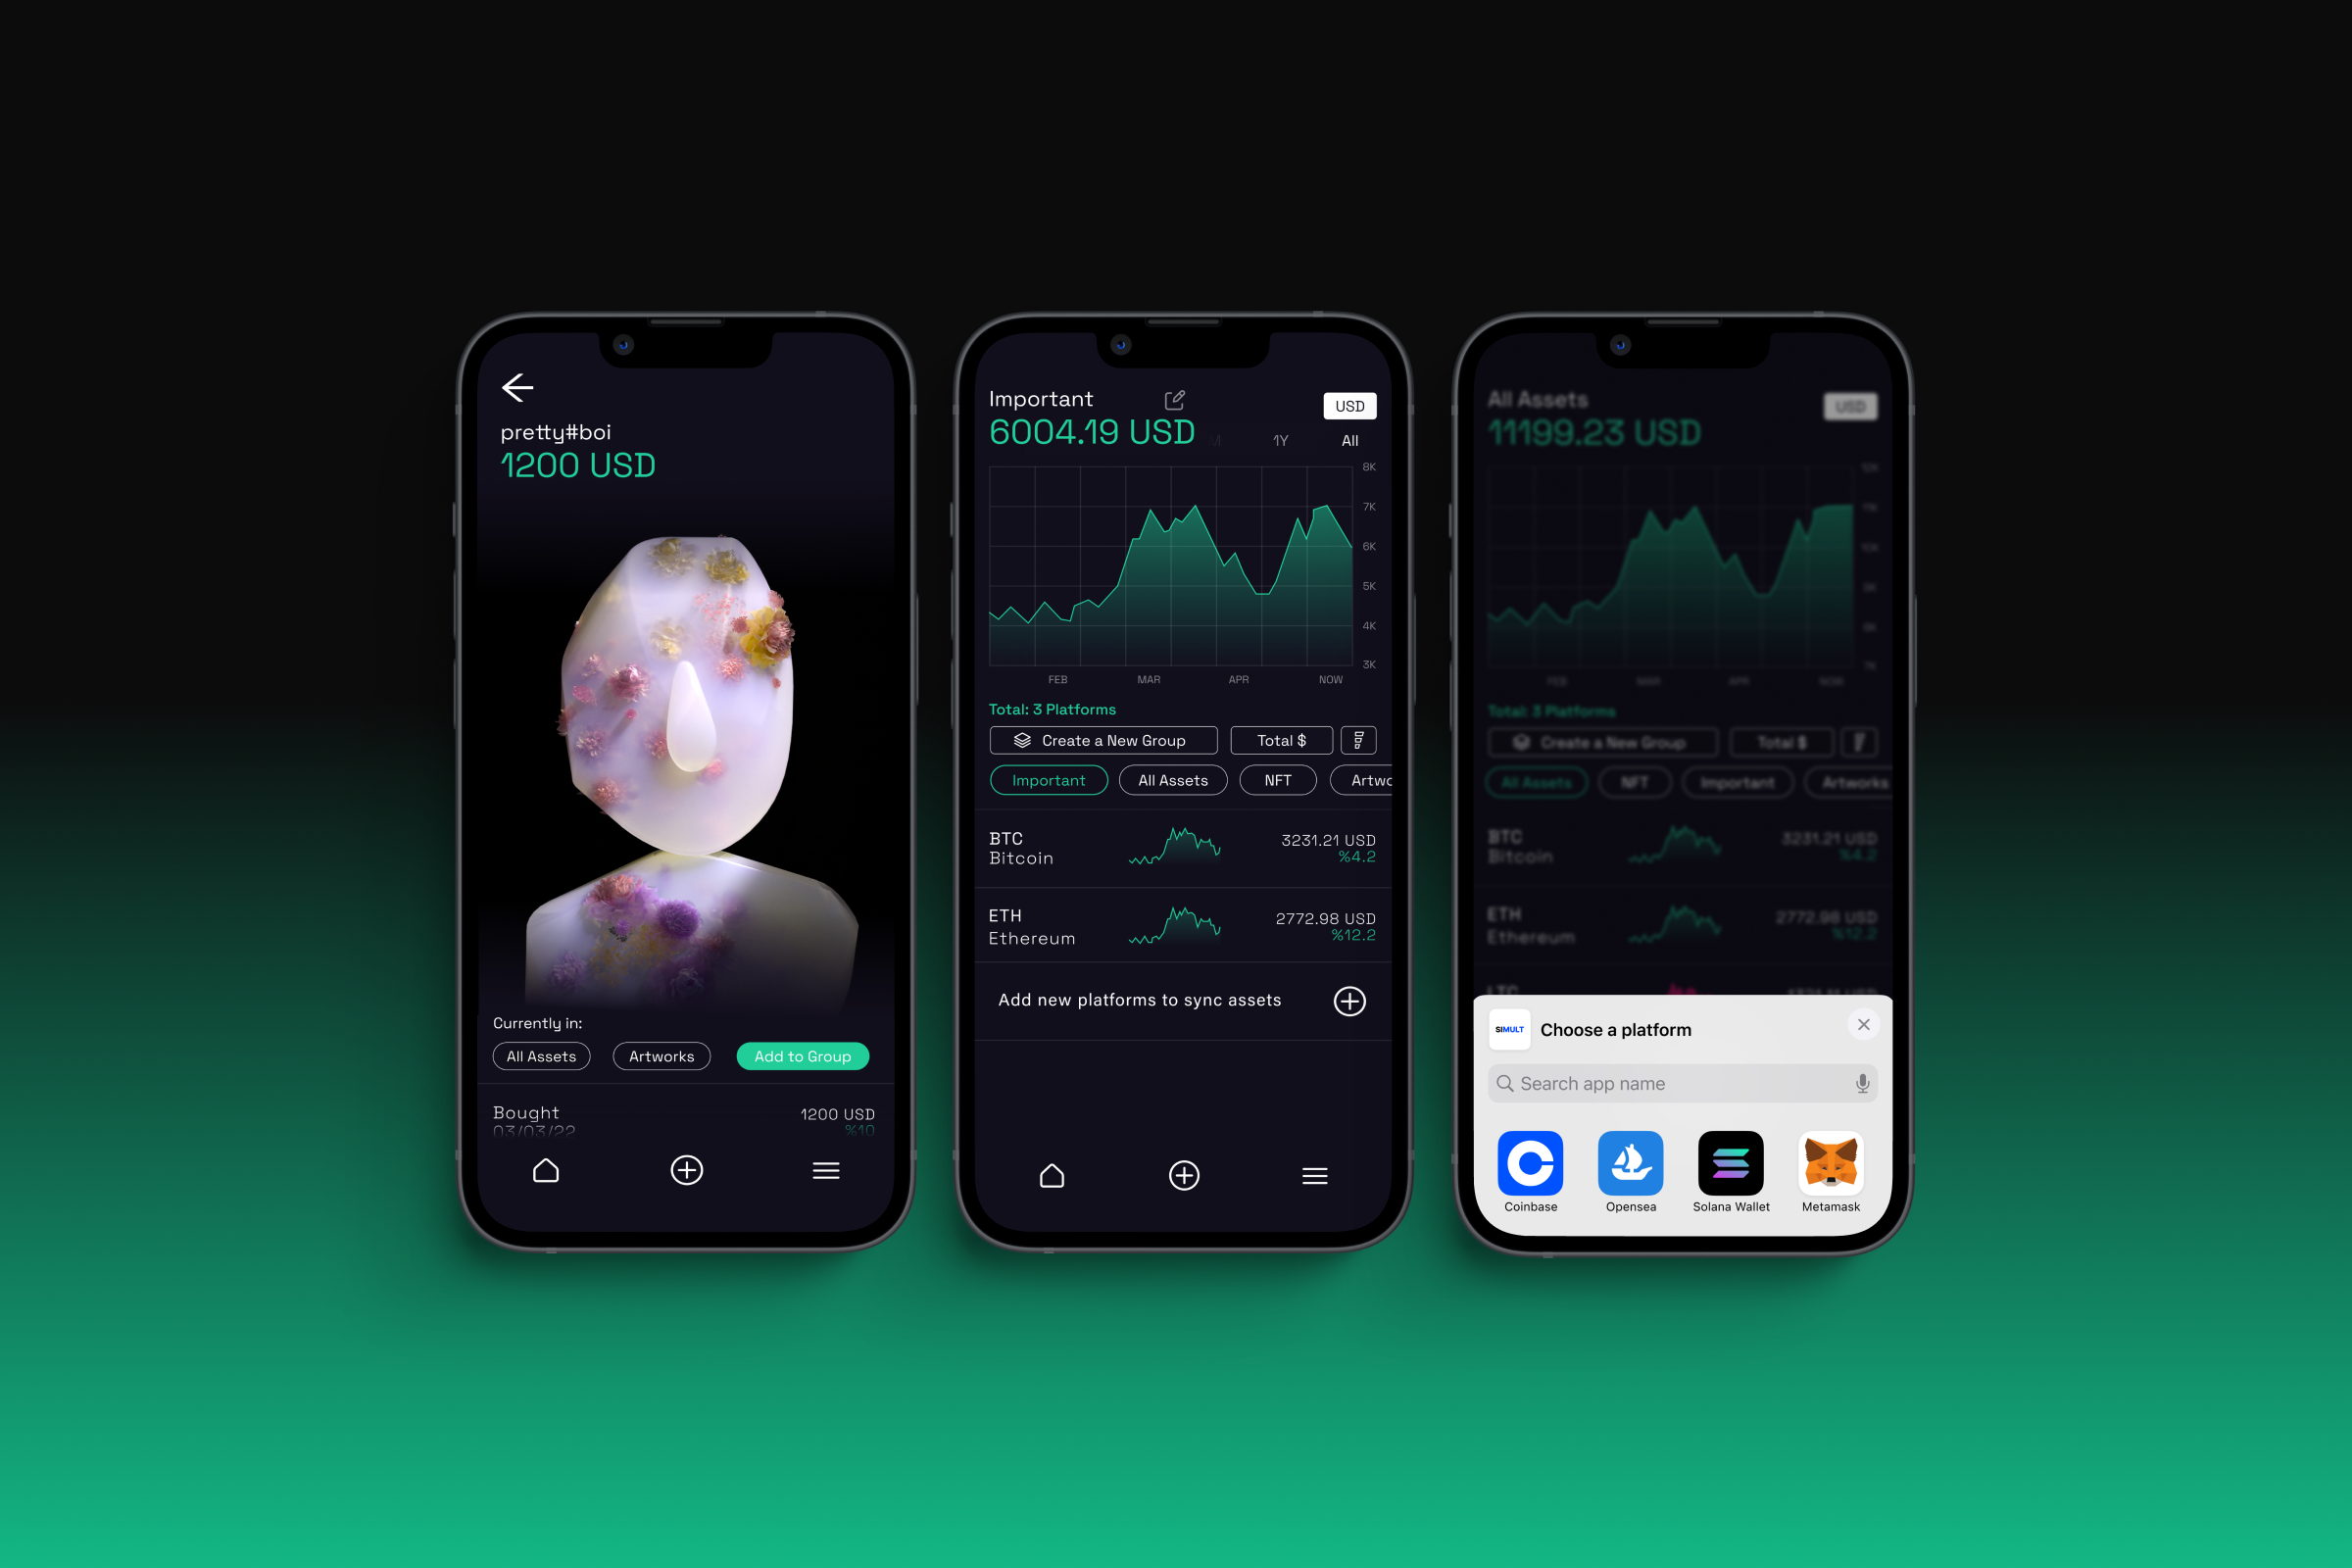 pretty#boi
1200 USD
Currently in:
All Assets
Artworks
Add to Group
Bought
1200 USD
03/03/22
%10
Important
USD
6004.19 USD
M
1Y
All
8K
7K
6K
5K
4K
3K
FEB
MAR
APR
NOW
Total: 3 Platforms
Create a New Group
Total $
Important
All Assets
NFT
Artwo
BTC
Bitcoin
3231.21 USD
%4.2
ETH
Ethereum
2772.98 USD
%12.2
Add new platforms to sync assets
All Assets
USD
11199.23 USD
FEB
MAR
APR
NOW
Total: 3 Platforms
Create a New Group
Total $
All Assets
NFT
Important
Artworks
BTC
Bitcoin
3231.21 USD
%4.2
ETH
Ethereum
2772.98 USD
%12.2
LTC
SIMULT
Choose a platform
Search app name
Coinbase
Opensea
Solana Wallet
Metamask